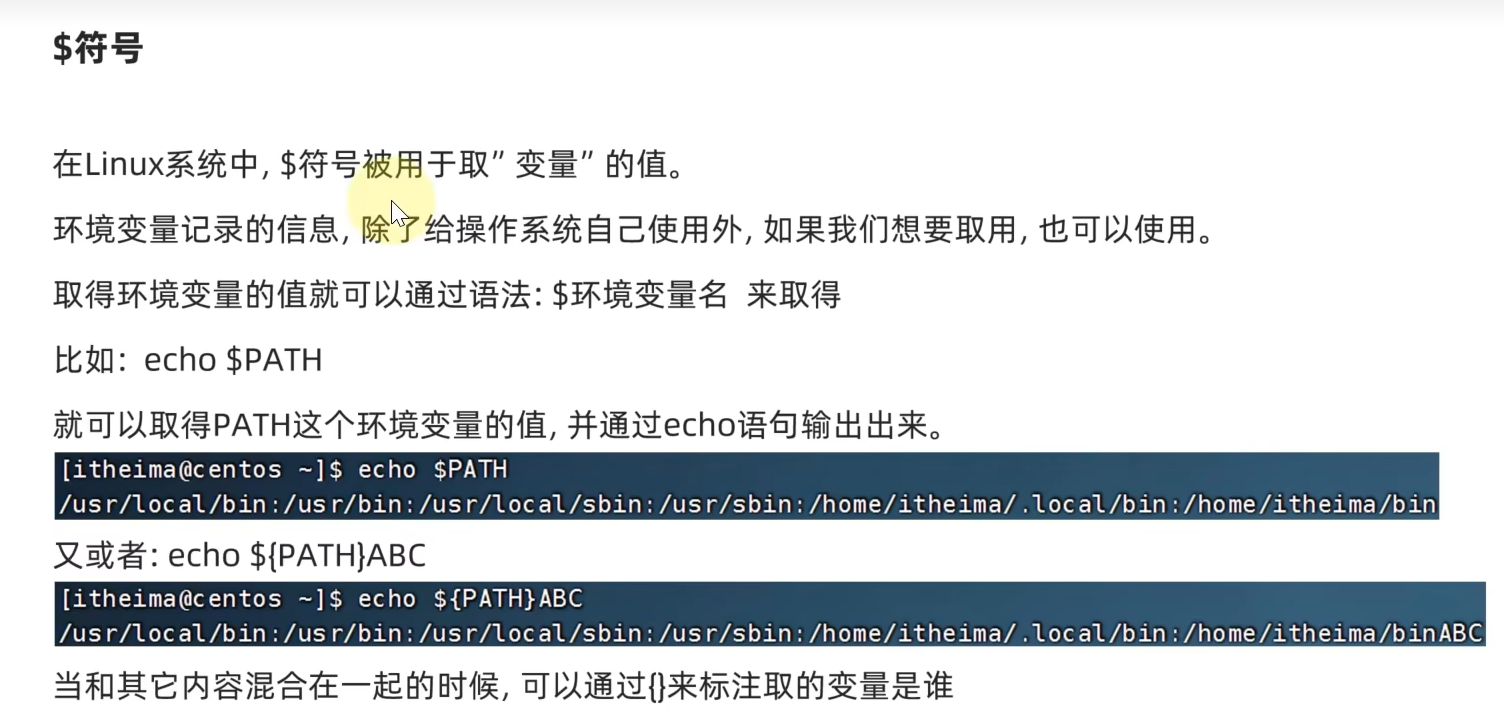 $符号
在Linux系统中, $符号被用于取”变量”的值。
环境变量记录的信息, 除了给操作系统自己使用外, 如果我们想要取用, 也可以使用。
取得环境变量的值就可以通过语法: $环境变量名 来取得
比如: echo $PATH
就可以取得PATH这个环境变量的值, 并通过echo语句输出出来。
[itheima@centos ~]$ echo $PATH
/usr/local/bin:/usr/bin:/usr/local/sbin:/usr/sbin:/home/itheima/.local/bin:/home/itheima/bin
又或者: echo ${PATH}ABC
[itheima@centos ~]$ echo ${PATH}ABC
/usr/local/bin:/usr/bin:/usr/local/sbin:/usr/sbin:/home/itheima/.local/bin:/home/itheima/binABC
当和其它内容混合在一起的时候, 可以通过{}来标注取的变量是谁